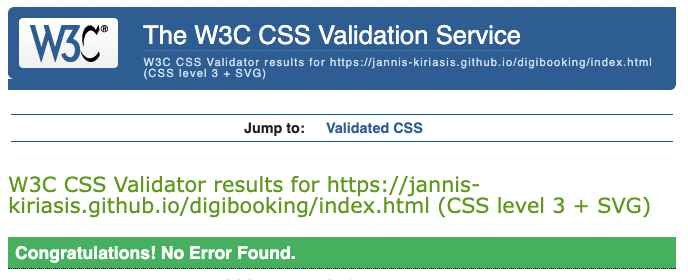 W3C®
The W3C CSS Validation Service
W3C CSS Validator results for https://jannis-kiriasis.github.io/digibooking/index.html
(CSS level 3 + SVG)
Jump to: Validated CSS
W3C CSS Validator results for https://jannis-
kiriasis.github.io/digibooking/index.html (CSS level 3 + SVG)
Congratulations! No Error Found.